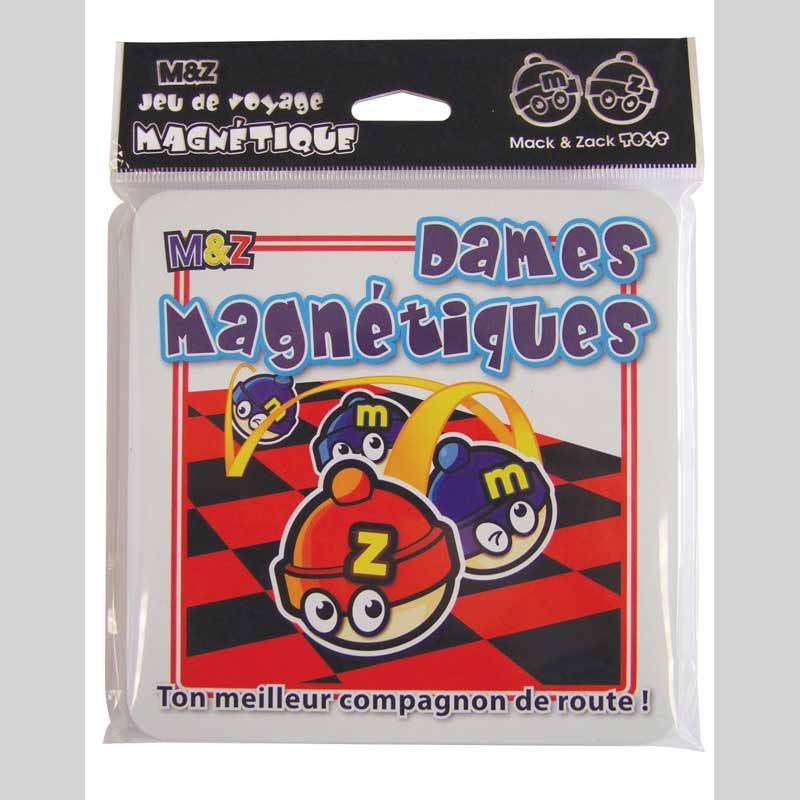 M&Z
Jeu de voyage
MAGNÉTIQUE
m z
Mack & Zack TOYS
M&Z
Dames
Magnétiques
m
m
m
z
Ton meilleur compagnon de route !